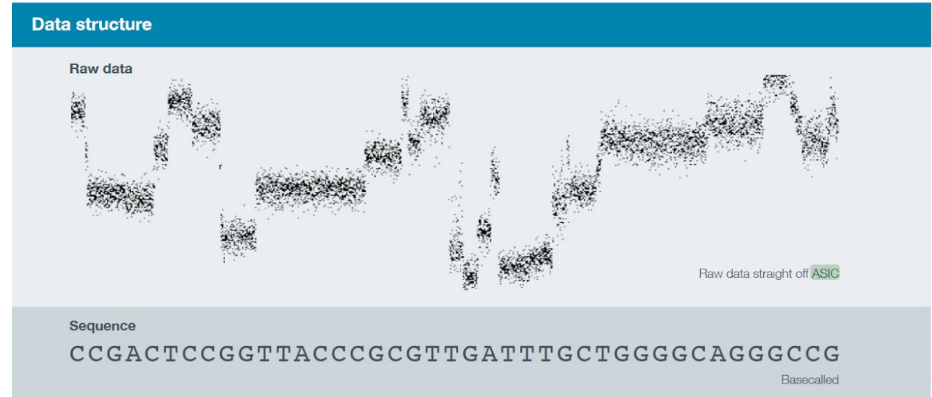 Data structure
Raw data
Raw data straight off ASIC
Sequence
CCGACTCCGGTTACCCGCGTTGATTTGCTGGGGCAGGGCCG
Basecalled